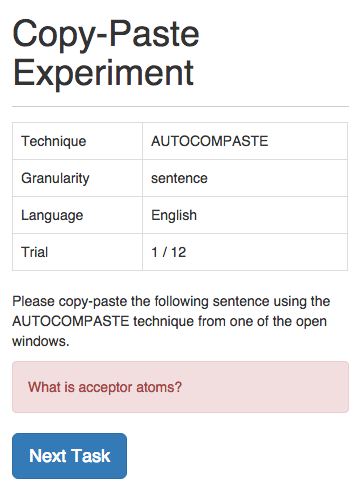 Copy-Paste
Experiment
Technique AUTOCOMPASTE
Granularity sentence
Language English
Trial 1 / 12
Please copy-paste the following sentence using the
AUTOCOMPASTE technique from one of the open
windows.
What is acceptor atoms?
Next Task